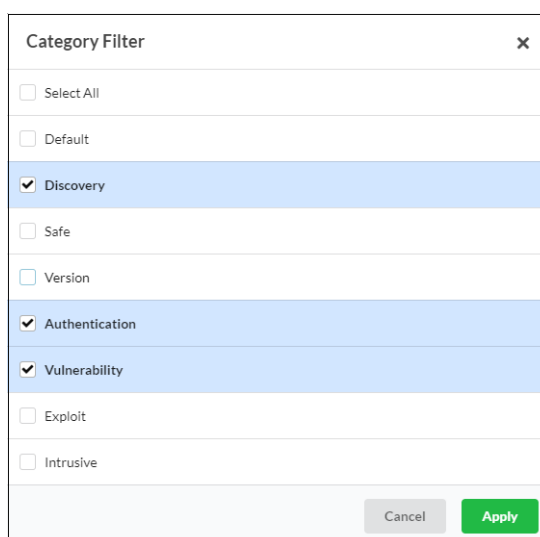 Category Filter
Select All
Default
Discovery
Safe
Version
Authentication
Vulnerability
Exploit
Intrusive
Cancel Apply